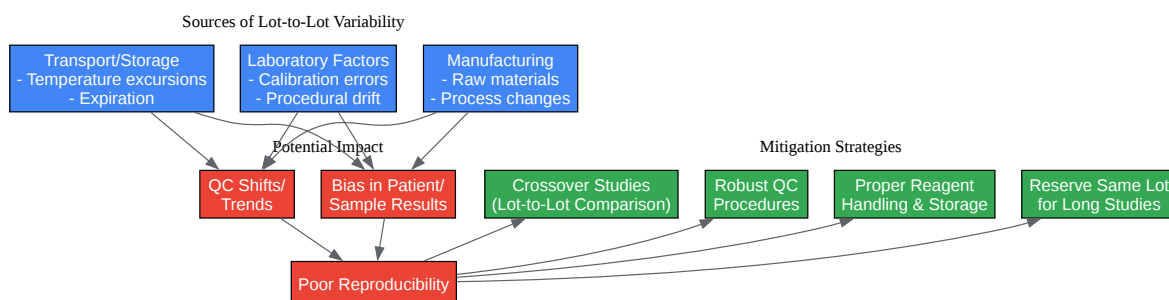 Sources of Lot-to-Lot Variability
Transport/Storage
- Temperature excursions
- Expiration
Laboratory Factors
- Calibration errors
- Procedural drift
Manufacturing
- Raw materials
- Process changes
Potential Impact
Mitigation Strategies
QC Shifts/
Trends
Bias in Patient/
Sample Results
Crossover Studies
(Lot-to-Lot Comparison)
Robust QC
Procedures
Proper Reagent
Handling & Storage
Reserve Same Lot
for Long Studies
Poor Reproducibility